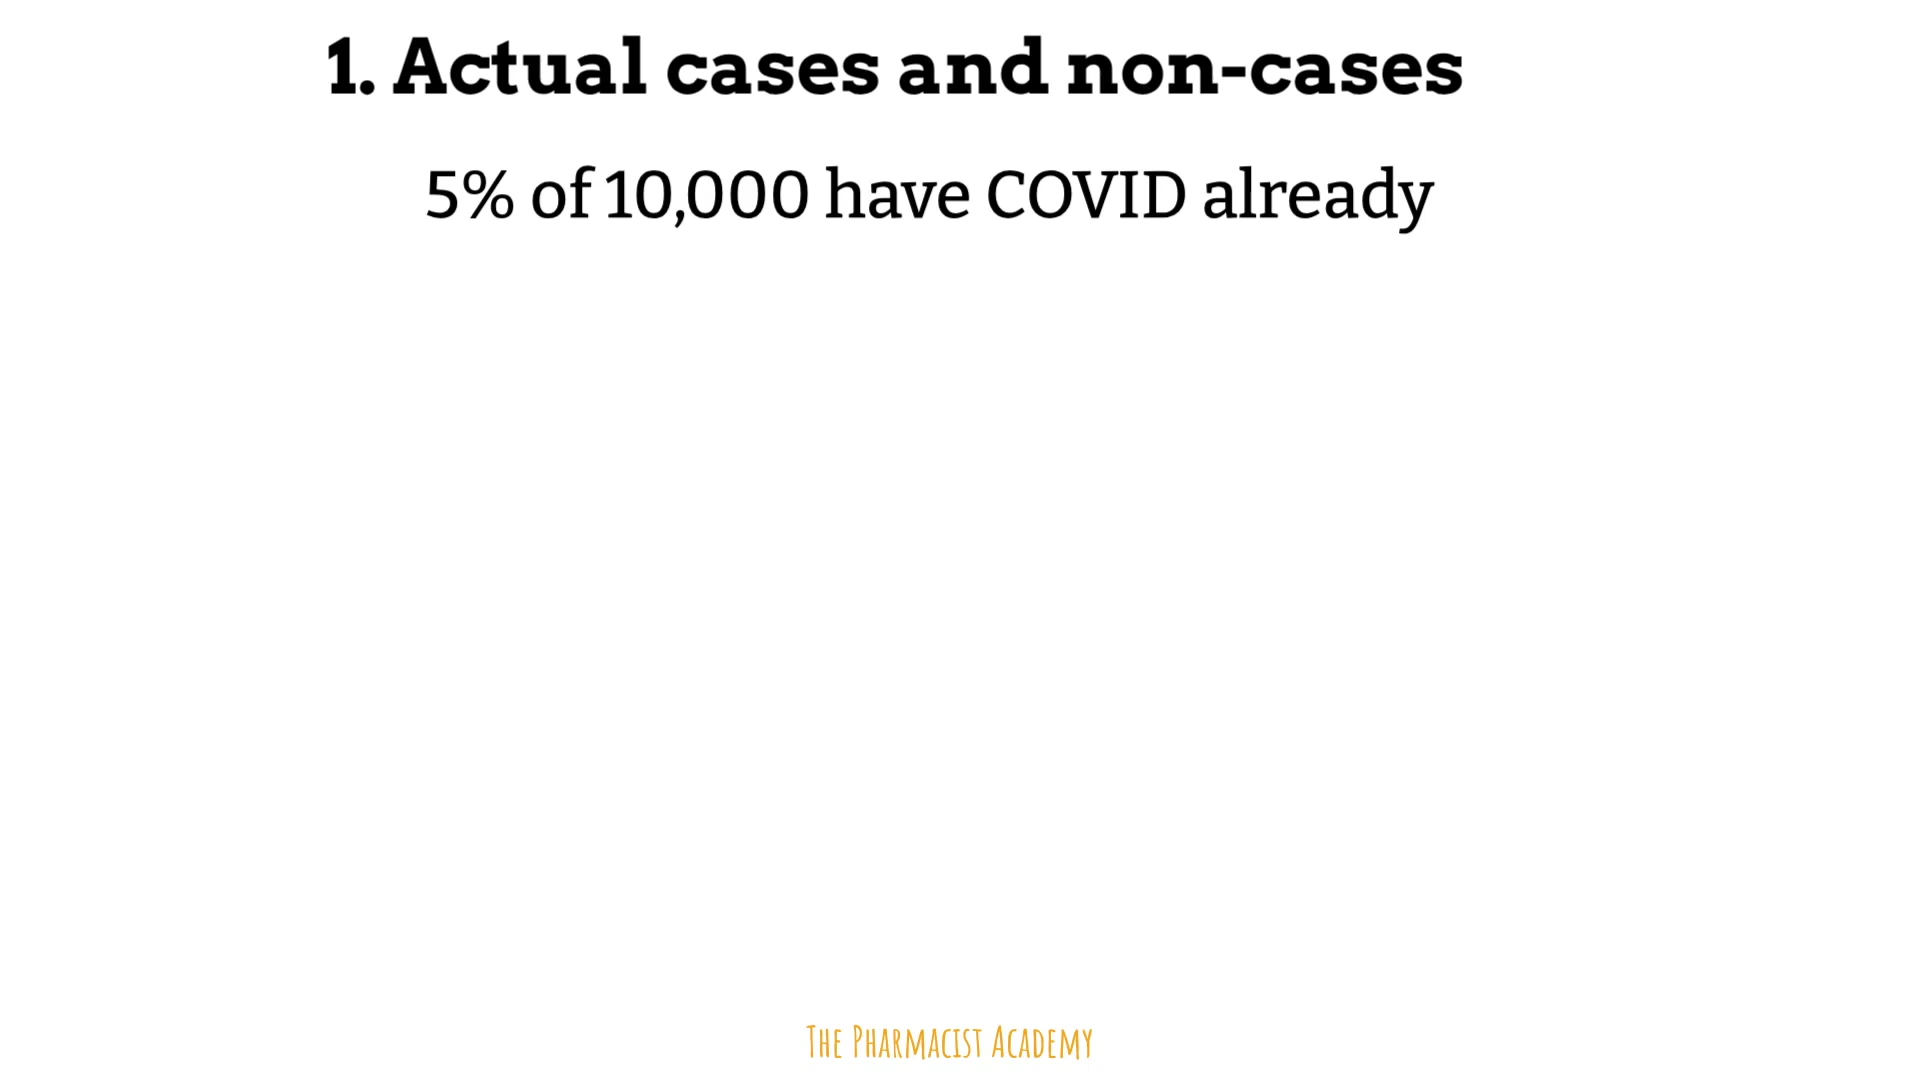 1. Actual cases and non-cases
5% of 10,000 have COVID already
The Pharmacist Academy